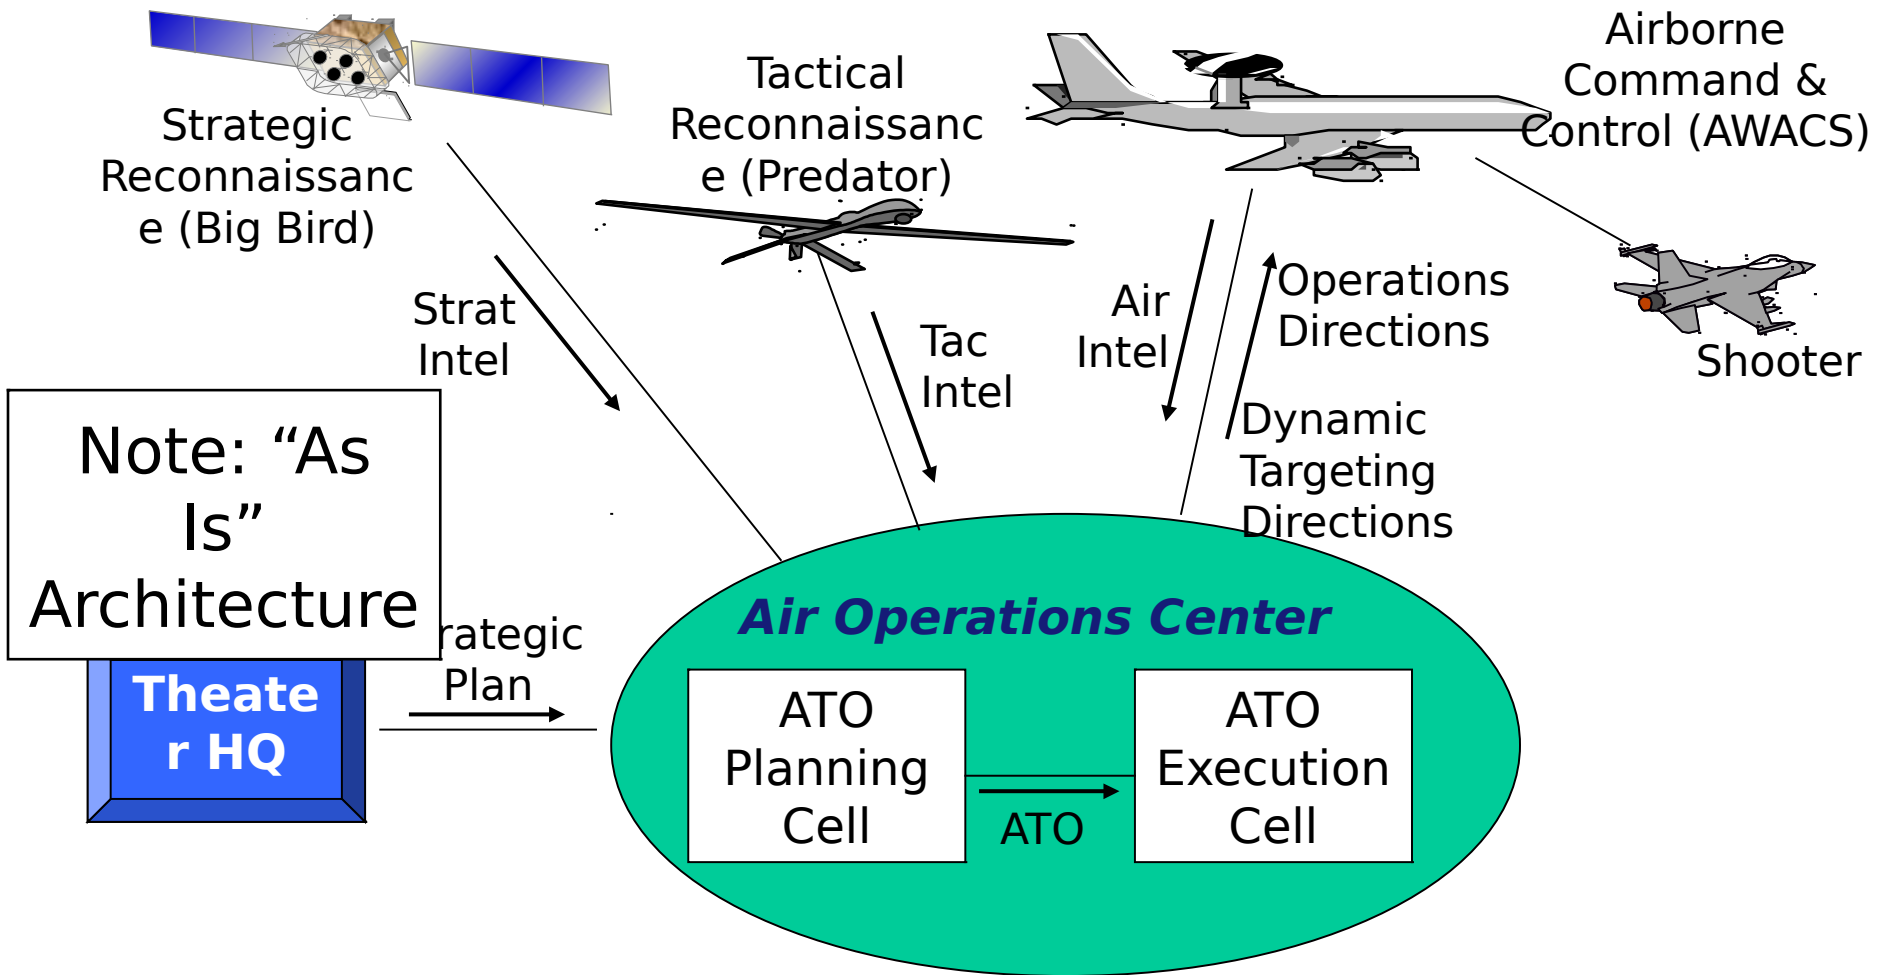 Strategic
Reconnaissanc
e (Big Bird)
Tactical
Reconnaissanc
e (Predator)
Airborne
Command &
Control (AWACS)
Strat
Intel
Tac
Intel
Air
Intel
Operations
Directions
Shooter
Dynamic
Targeting
Directions
Note: “As
Is”
Architecture
rategic
Plan
Theate
r HQ
Air Operations Center
ATO
Planning
Cell
ATO
ATO
Execution
Cell